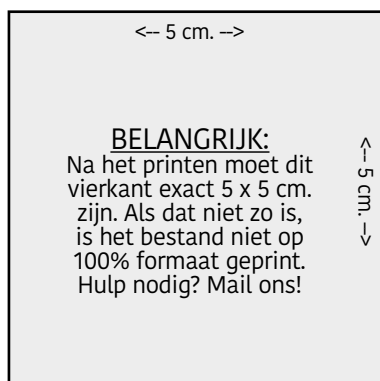 <-- 5 cm. -->
BELANGRIJK:
Na het printen moet dit
vierkant exact 5 x 5 cm.
zijn. Als dat niet zo is,
is het bestand niet op
100% formaat geprint.
Hulp nodig? Mail ons!
<-- 5 cm. -->